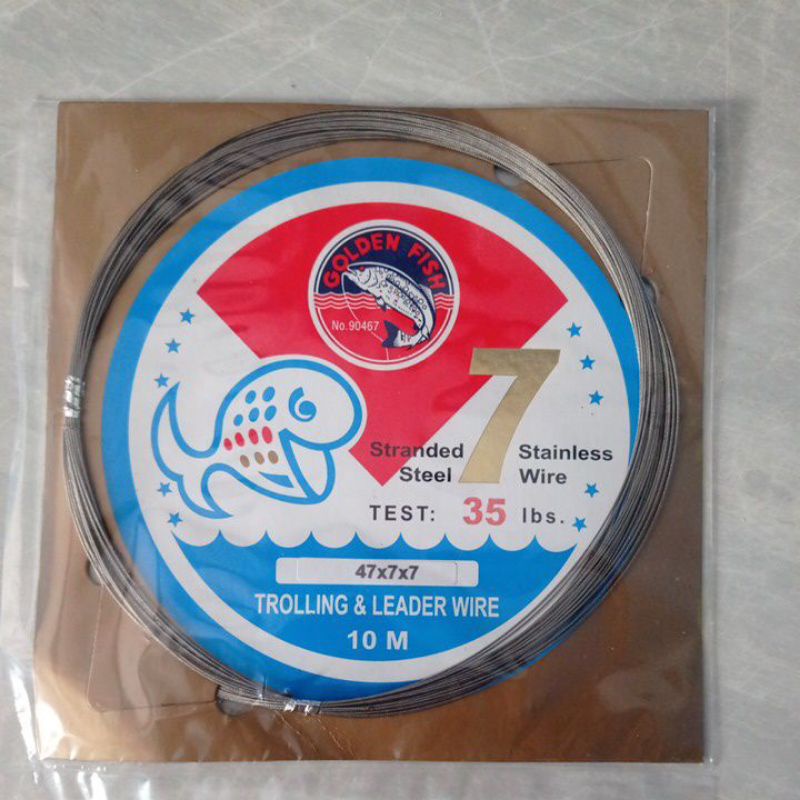 GOLDEN FISH
No.90467
7
Stranded Stainless
Steel Wire
TEST: 35 lbs.
47x7x7
TROLLING & LEADER WIRE
10 M